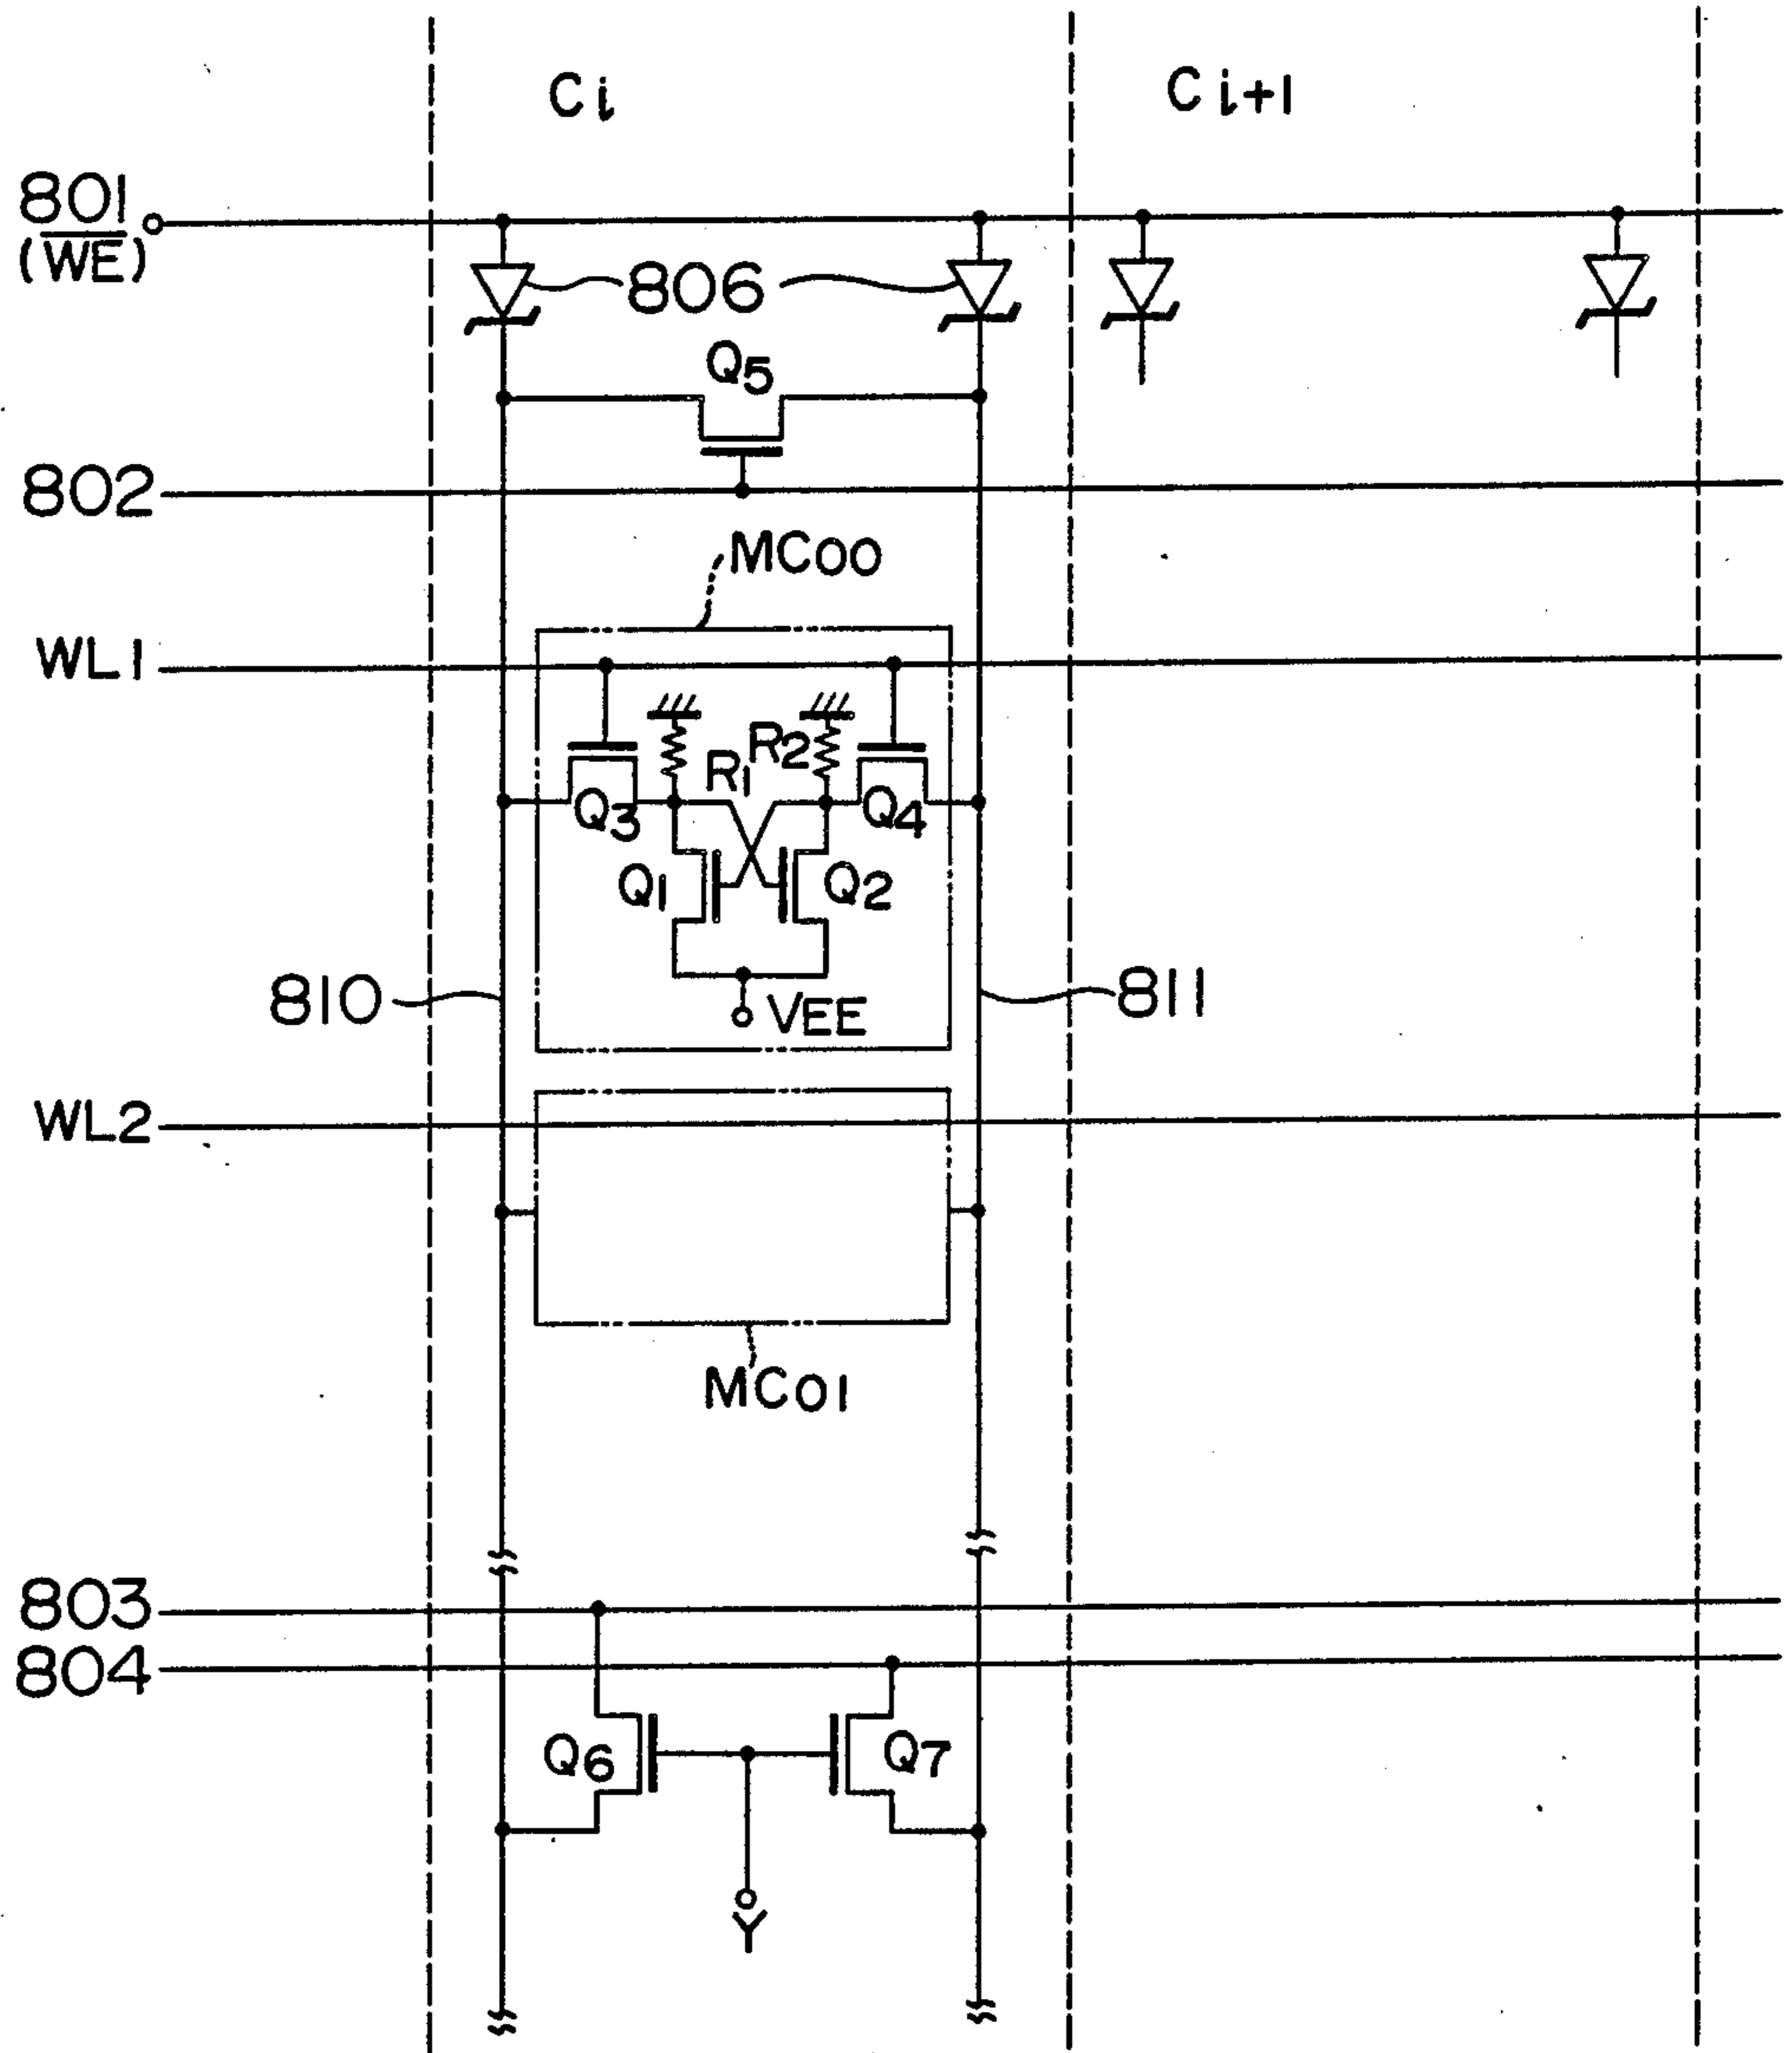 Ci
Ci+1
801
(W̅E̅)
806
Q5
802
MC00
WL1
R1
R2
Q3
Q4
Q1
Q2
810
811
VEE
WL2
MC01
803
804
Q6
Q7
Y